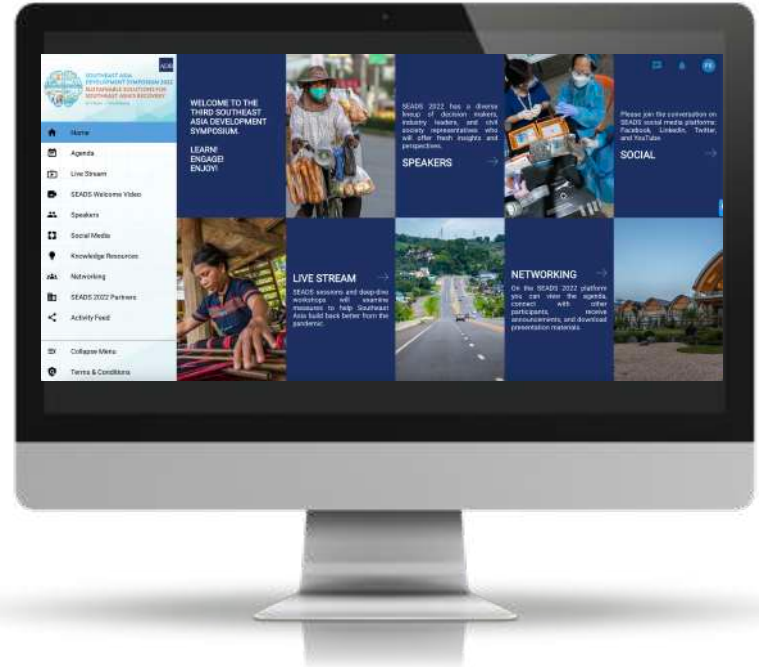 ADB
SOUTHEAST ASIA
DEVELOPMENT SYMPOSIUM 2022
SUSTAINABLE SOLUTIONS FOR
SOUTHEAST ASIA'S RECOVERY
Home
Agenda
Live Stream
SEADS Welcome Video
Speakers
Social Media
Knowledge Resources
Networking
SEADS 2022 Partners
Activity Feed
Collapse Menu
Terms & Conditions
WELCOME TO THE
THIRD SOUTHEAST
ASIA DEVELOPMENT
SYMPOSIUM.
LEARN!
ENGAGE!
ENJOY!
SEADS 2022 has a diverse
lineup of decision makers,
industry leaders, and civil
society representatives who
will offer fresh insights and
perspectives.
SPEAKERS
Please join the conversation on
SEADS social media platforms:
Facebook, LinkedIn, Twitter,
and YouTube.
SOCIAL
LIVE STREAM
SEADS sessions and deep-dive
workshops will examine
measures to help Southeast
Asia build back better from the
pandemic.
NETWORKING
On the SEADS 2022 platform
you can view the agenda,
connect with other
participants, receive
announcements, and download
presentation materials.